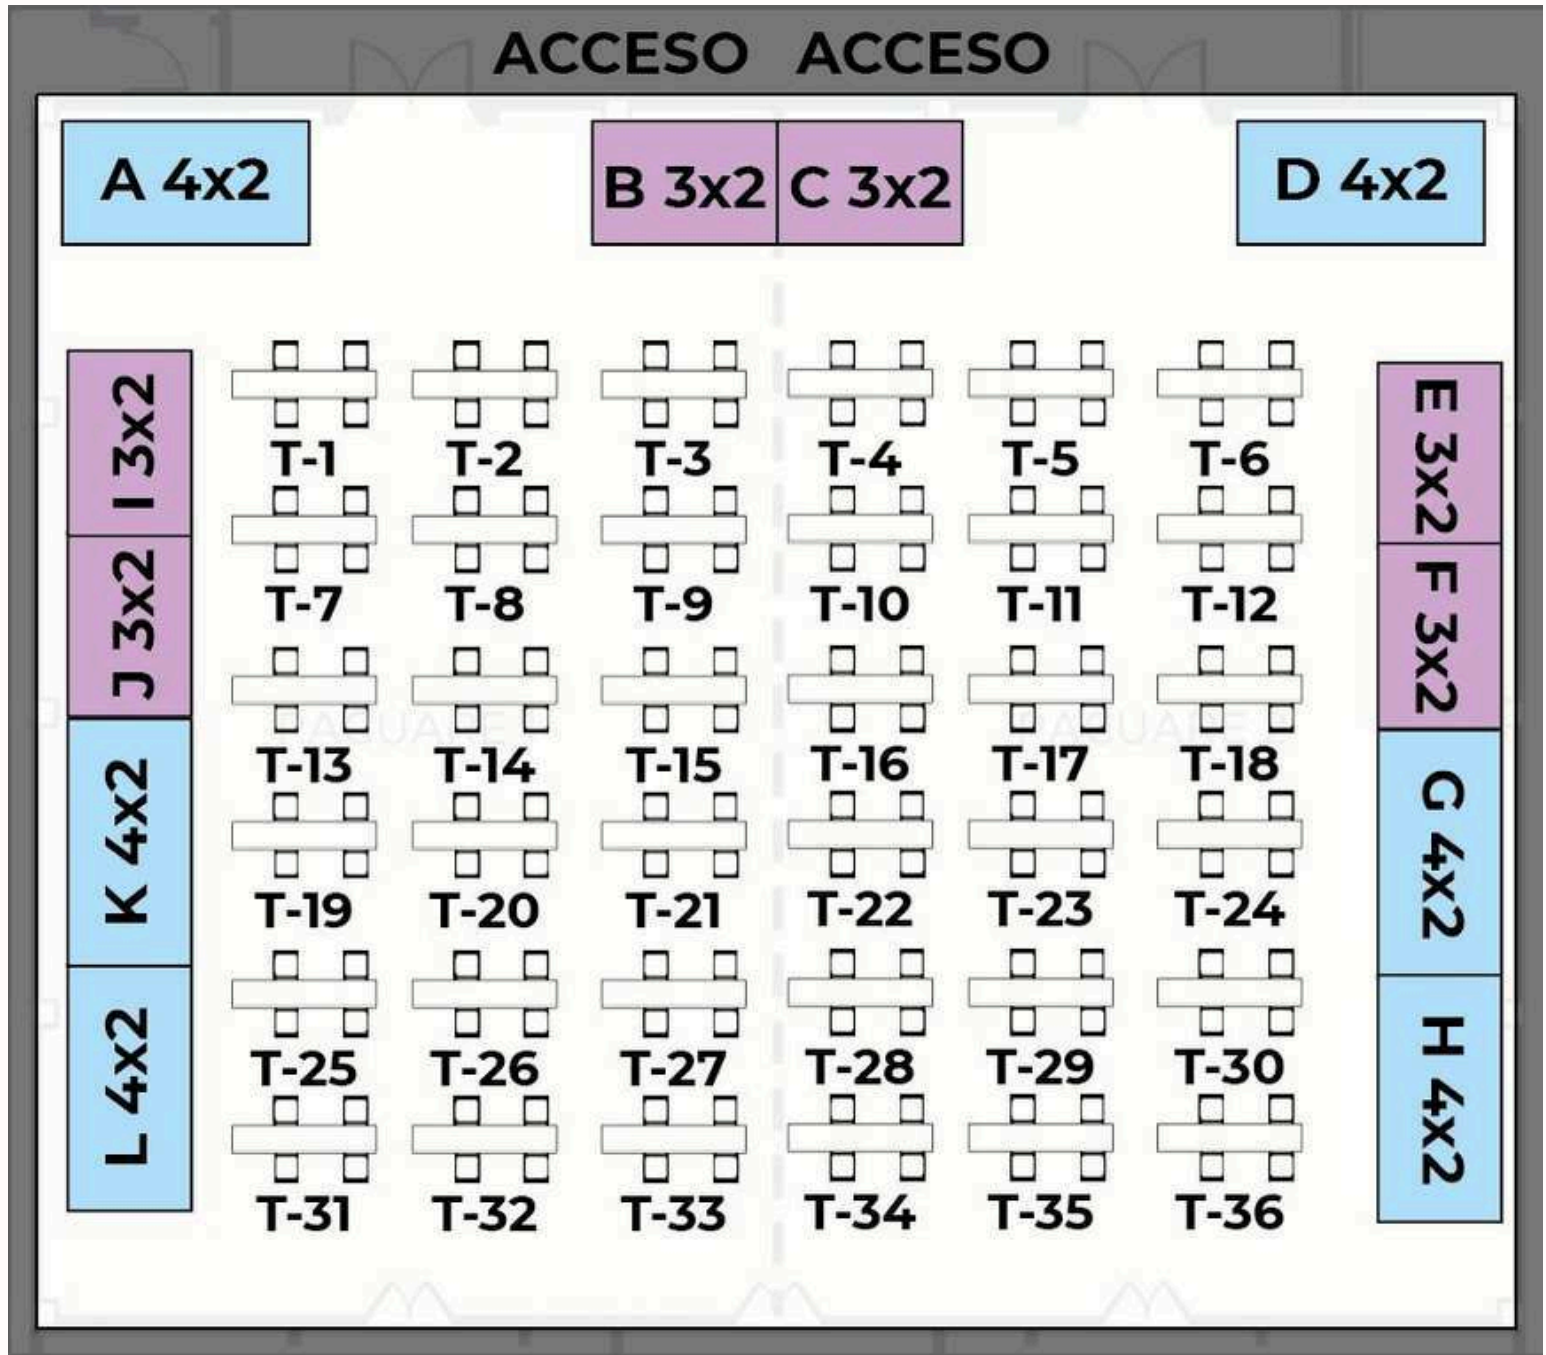 ACCESO ACCESO
A 4x2
B 3x2
C 3x2
D 4x2
I 3x2
J 3x2
K 4x2
L 4x2
T-1 T-2 T-3 T-4 T-5 T-6
T-7 T-8 T-9 T-10 T-11 T-12
T-13 T-14 T-15 T-16 T-17 T-18
T-19 T-20 T-21 T-22 T-23 T-24
T-25 T-26 T-27 T-28 T-29 T-30
T-31 T-32 T-33 T-34 T-35 T-36
E 3x2
F 3x2
G 4x2
H 4x2